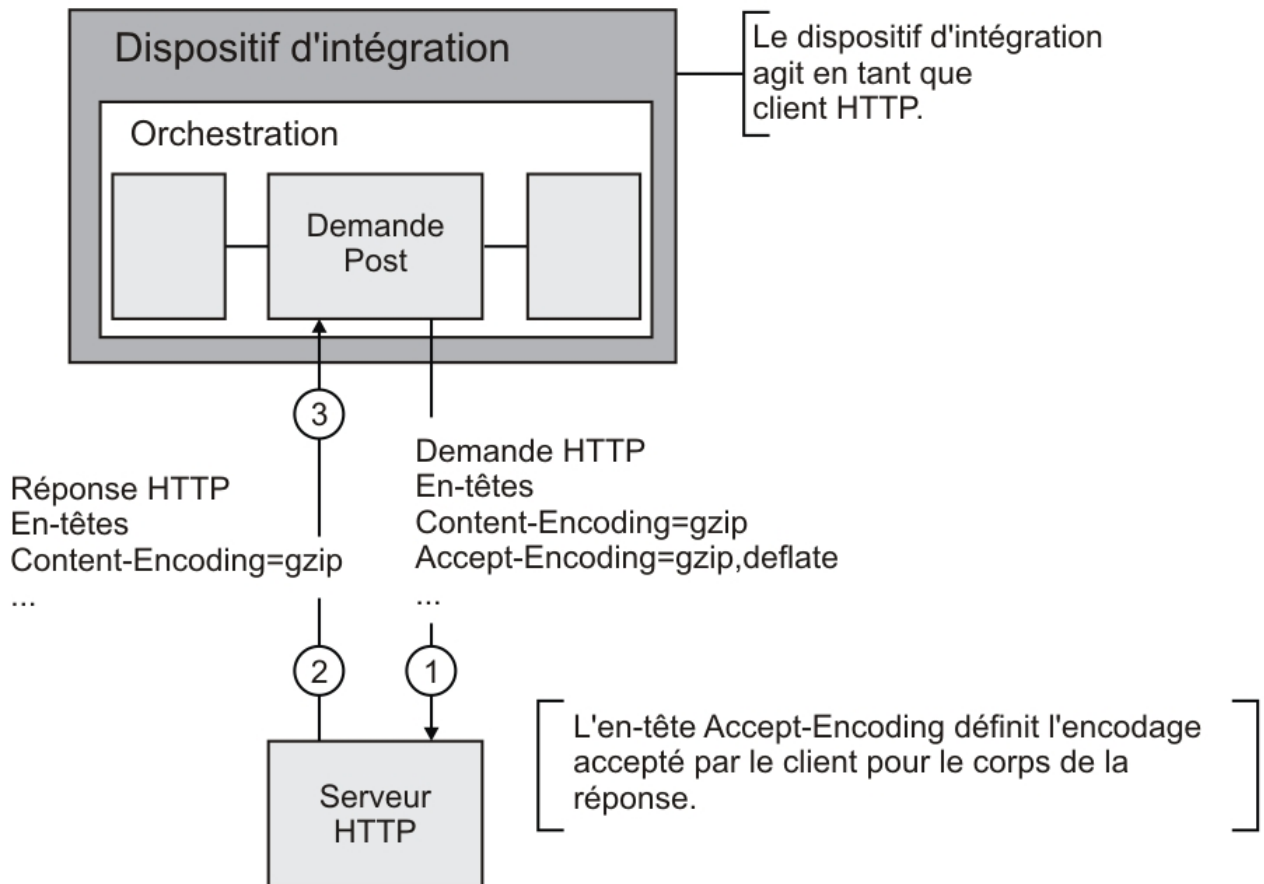 Dispositif d'intégration
Le dispositif d'intégration
agit en tant que
client HTTP.
Orchestration
Demande
Post
3
Réponse HTTP
En-têtes
Content-Encoding=gzip
...
Demande HTTP
En-têtes
Content-Encoding=gzip
Accept-Encoding=gzip,deflate
...
2
1
L'en-tête Accept-Encoding définit l'encodage
accepté par le client pour le corps de la
réponse.
Serveur
HTTP